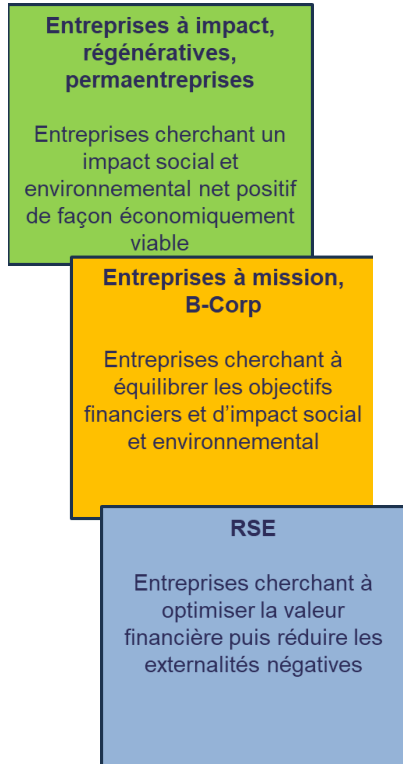 Entreprises à impact,
régénératives,
permaentreprises
Entreprises cherchant un
impact social et
environnemental net positif
de façon économiquement
viable
Entreprises à mission,
B-Corp
Entreprises cherchant à
équilibrer les objectifs
financiers et d'impact social
et environnemental
RSE
Entreprises cherchant à
optimiser la valeur
financière puis réduire les
externalités négatives